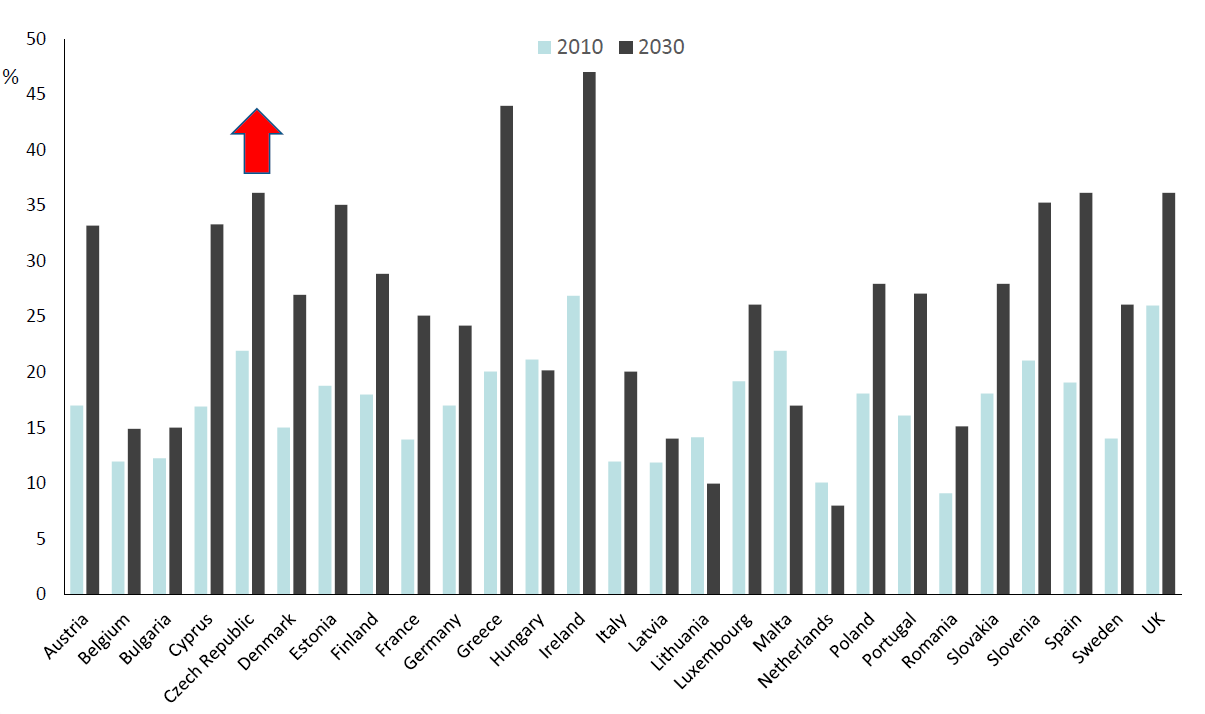 2010 2030
50
%
45
40
35
30
25
20
15
10
5
0
Austria
Belgium
Bulgaria
Cyprus
Czech Republic
Denmark
Estonia
Finland
France
Germany
Greece
Hungary
Ireland
Italy
Latvia
Lithuania
Luxembourg
Malta
Netherlands
Poland
Portugal
Romania
Slovakia
Slovenia
Spain
Sweden
UK